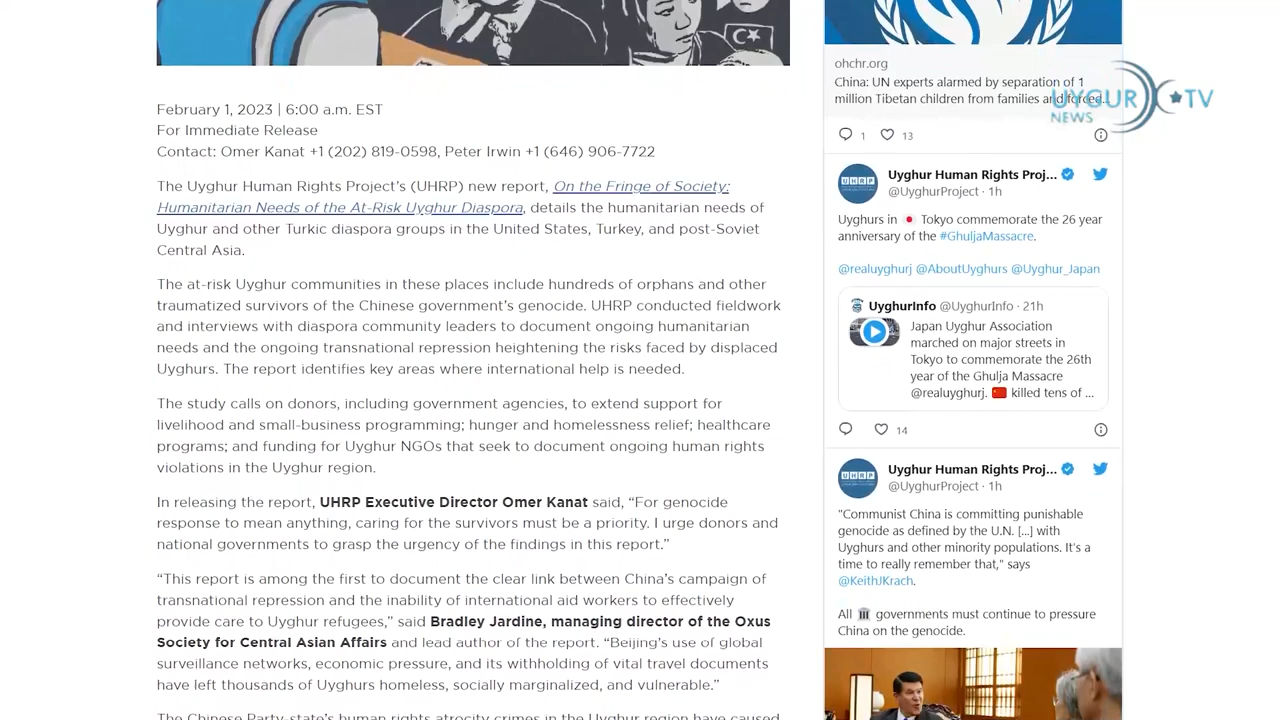 February 1, 2023 | 6:00 a.m. EST
For Immediate Release
Contact: Omer Kanat +1 (202) 819-0598, Peter Irwin +1 (646) 906-7722
The Uyghur Human Rights Project’s (UHRP) new report, On the Fringe of Society:
Humanitarian Needs of the At-Risk Uyghur Diaspora, details the humanitarian needs of
Uyghur and other Turkic diaspora groups in the United States, Turkey, and post-Soviet
Central Asia.
The at-risk Uyghur communities in these places include hundreds of orphans and other
traumatized survivors of the Chinese government’s genocide. UHRP conducted fieldwork
and interviews with diaspora community leaders to document ongoing humanitarian
needs and the ongoing transnational repression heightening the risks faced by displaced
Uyghurs. The report identifies key areas where international help is needed.
The study calls on donors, including government agencies, to extend support for
livelihood and small-business programming; hunger and homelessness relief; healthcare
programs; and funding for Uyghur NGOs that seek to document ongoing human rights
violations in the Uyghur region.
In releasing the report, UHRP Executive Director Omer Kanat said, “For genocide
response to mean anything, caring for the survivors must be a priority. I urge donors and
national governments to grasp the urgency of the findings in this report.”
“This report is among the first to document the clear link between China’s campaign of
transnational repression and the inability of international aid workers to effectively
provide care to Uyghur refugees,” said Bradley Jardine, managing director of the Oxus
Society for Central Asian Affairs and lead author of the report. “Beijing’s use of global
surveillance networks, economic pressure, and its withholding of vital travel documents
have left thousands of Uyghurs homeless, socially marginalized, and vulnerable.”
The Chinese Party-state’s human rights atrocity crimes in the Uyghur region have caused
ohchr.org
China: UN experts alarmed by separation of 1
million Tibetan children from families and forced...
1 13
UYGUR TV
NEWS
UHRP
Uyghur Human Rights Proj...
@UyghurProject · 1h
Uyghurs in Tokyo commemorate the 26 year
anniversary of the #GhuljaMassacre.
@realuyghurj @AboutUyghurs @Uyghur_Japan
UyghurInfo @UyghurInfo · 21h
Japan Uyghur Association
marched on major streets in
Tokyo to commemorate the 26th
year of the Ghulja Massacre
@realuyghurj. killed tens of ...
14
UHRP
Uyghur Human Rights Proj...
@UyghurProject · 1h
"Communist China is committing punishable
genocide as defined by the U.N. [...] with
Uyghurs and other minority populations. It's a
time to really remember that," says
@KeithJKrach.
All governments must continue to pressure
China on the genocide.